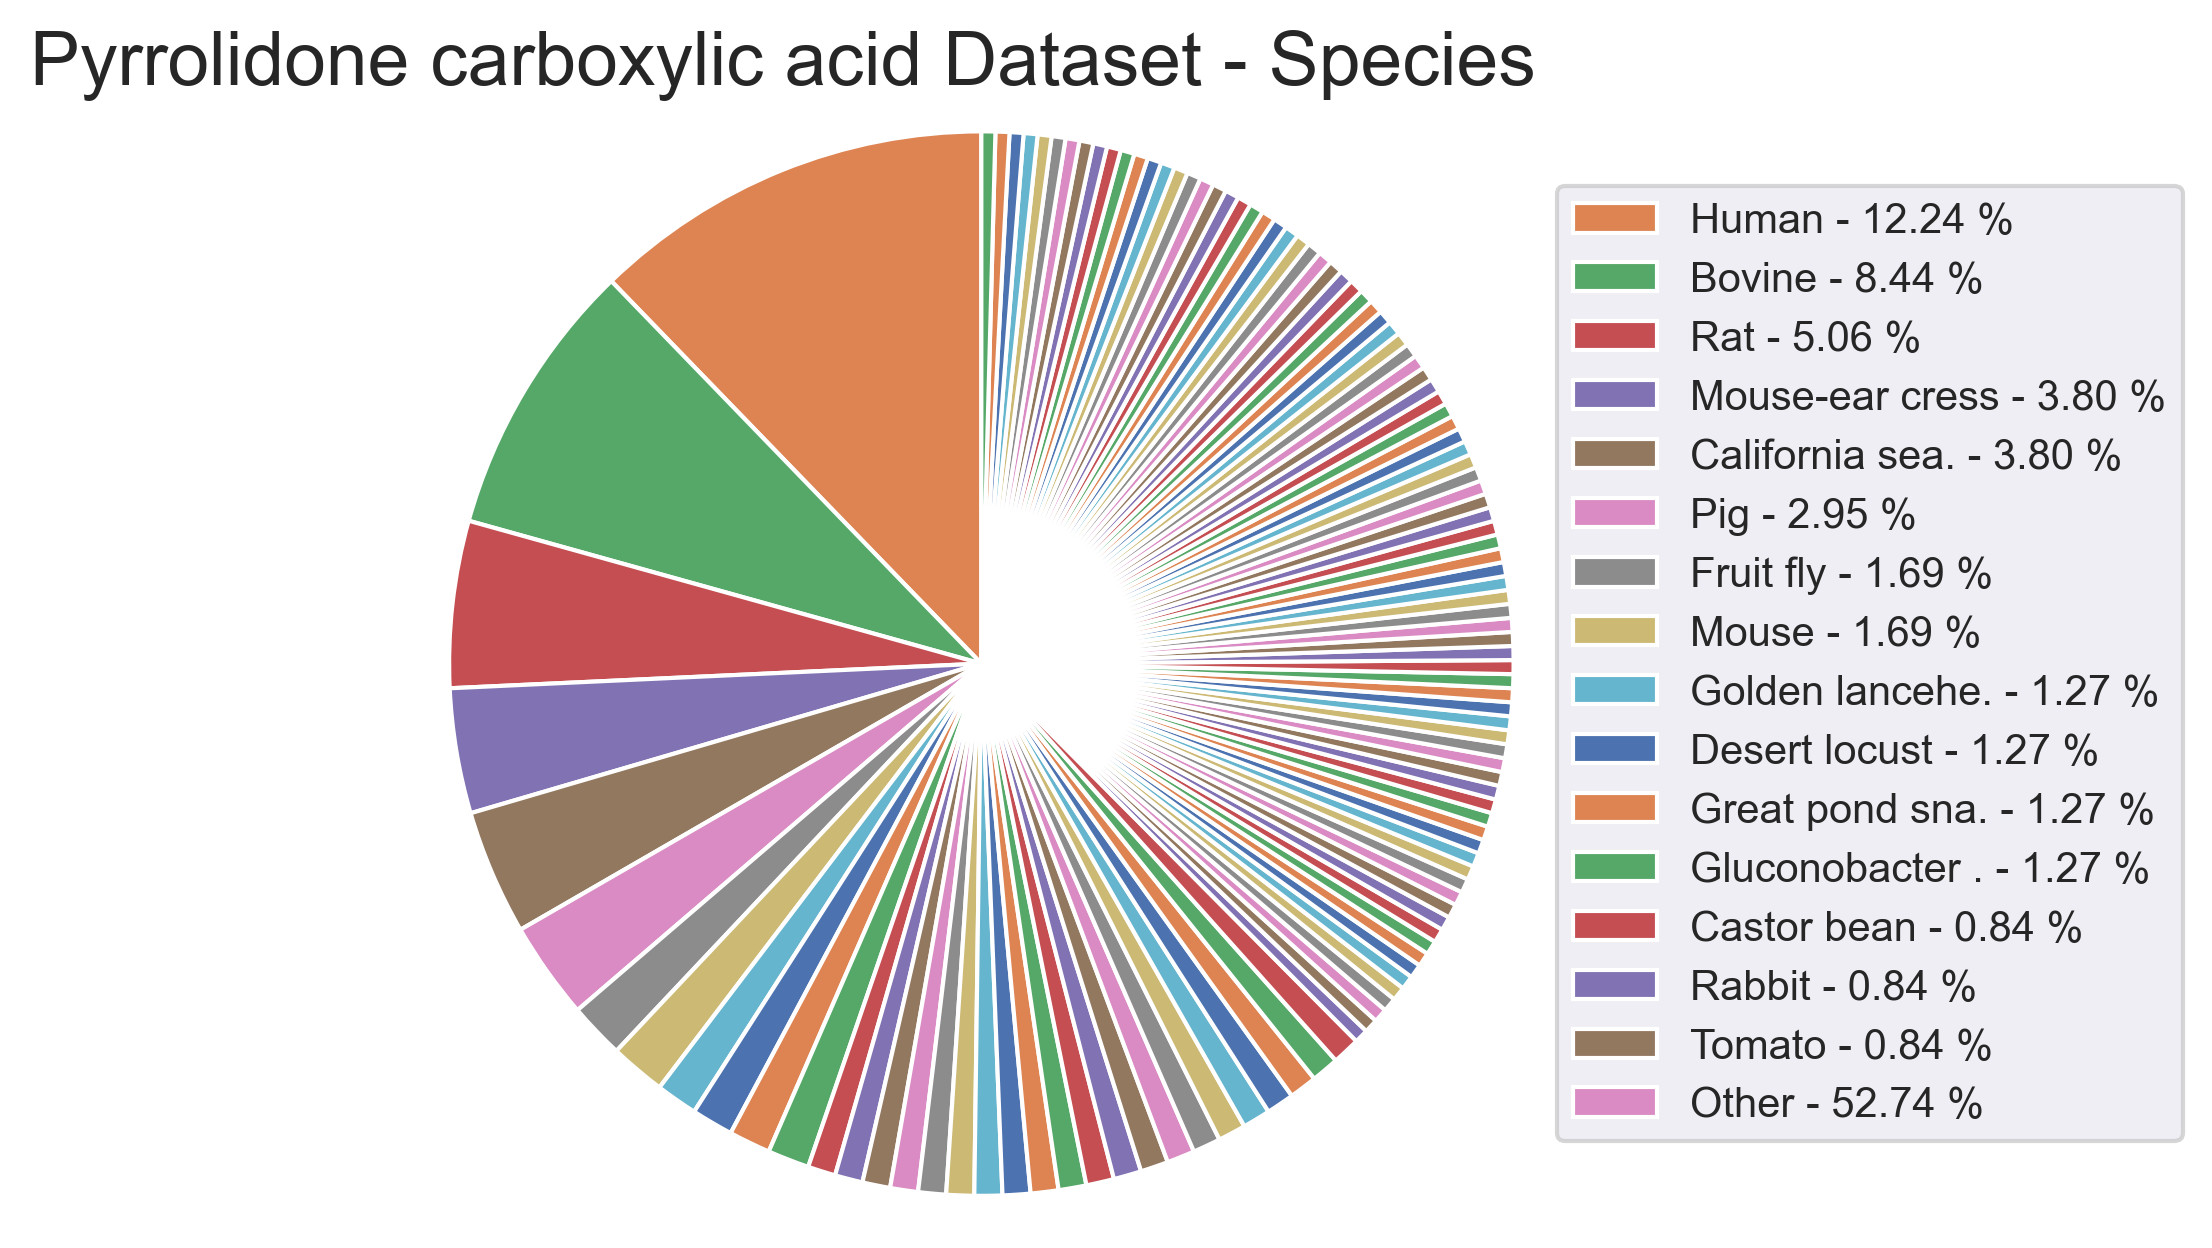 Pyrrolidone carboxylic acid Dataset - Species
Human - 12.24 %
Bovine - 8.44 %
Rat - 5.06 %
Mouse-ear cress - 3.80 %
California sea. - 3.80 %
Pig - 2.95 %
Fruit fly - 1.69 %
Mouse - 1.69 %
Golden lancehe. - 1.27 %
Desert locust - 1.27 %
Great pond sna. - 1.27 %
Gluconobacter . - 1.27 %
Castor bean - 0.84 %
Rabbit - 0.84 %
Tomato - 0.84 %
Other - 52.74 %